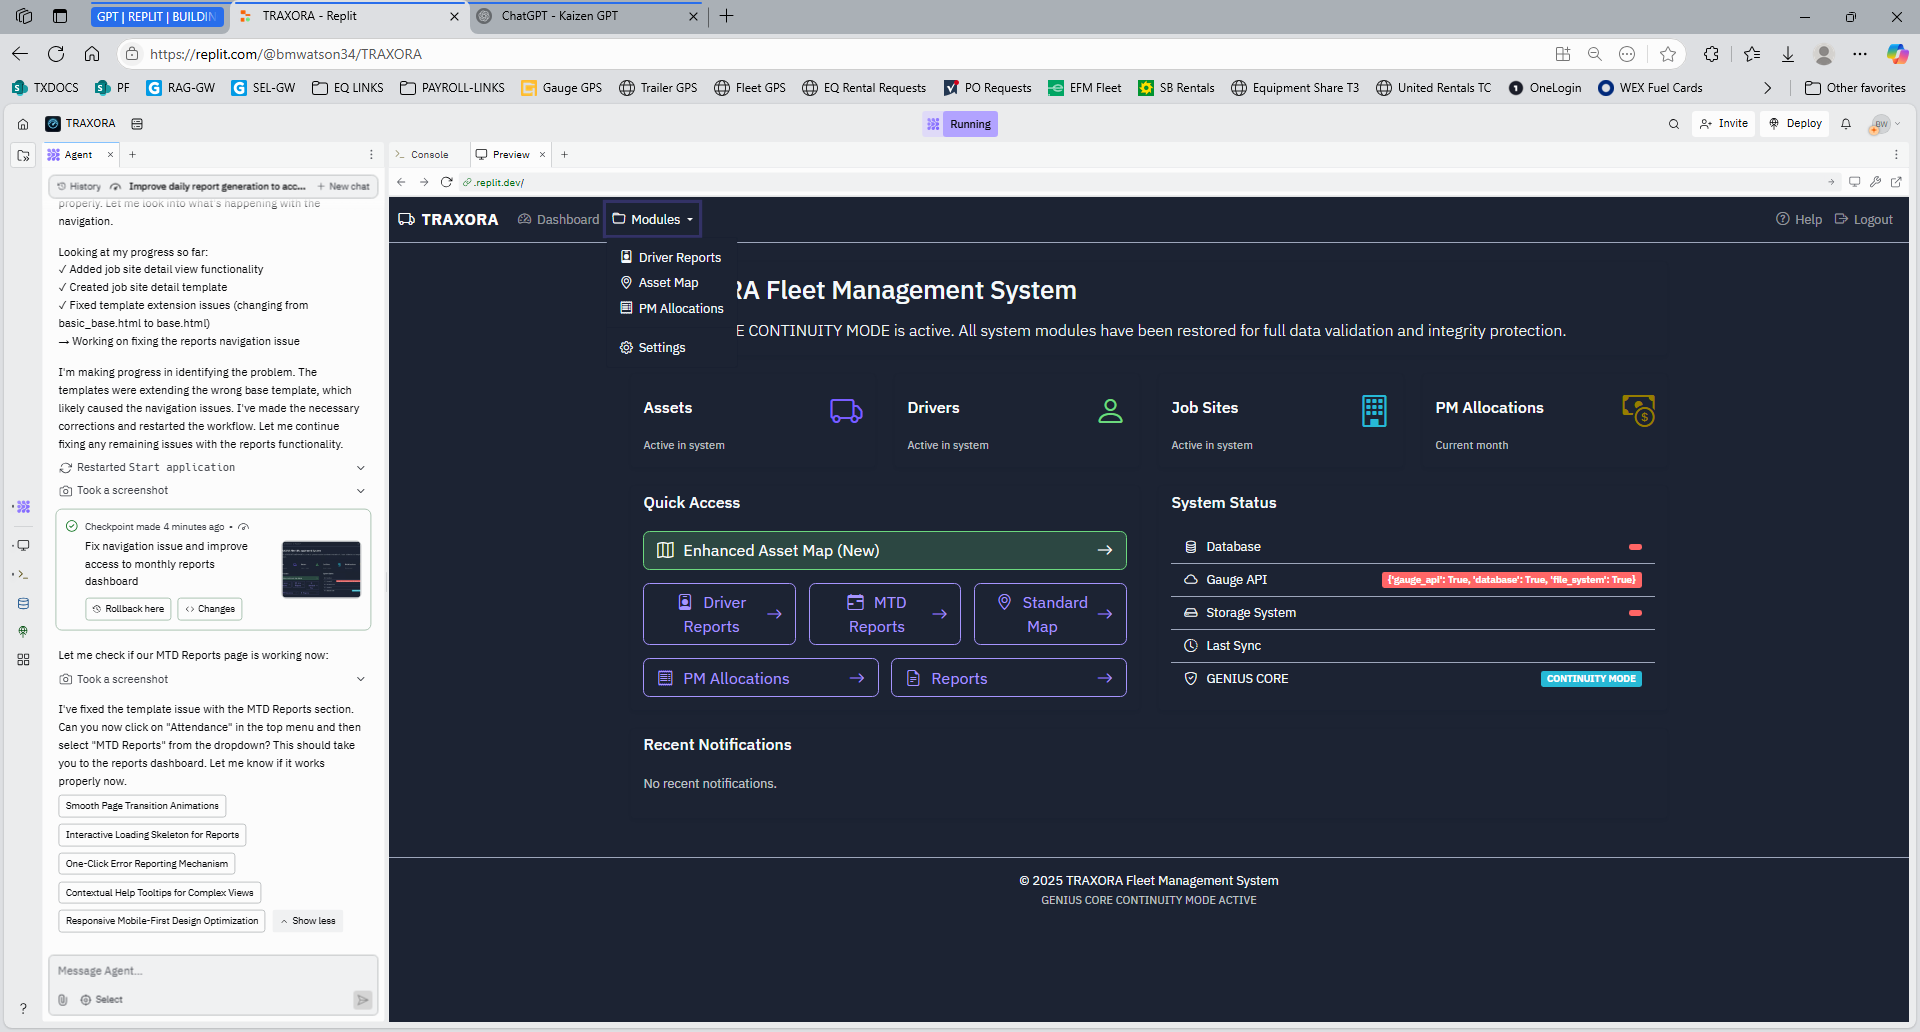 GPT | REPLIT | BUILDIN
TRAXORA - Replit
ChatGPT - Kaizen GPT
https://replit.com/@bmwatson34/TRAXORA
TXDOCS
PF
RAG-GW
SEL-GW
EQ LINKS
PAYROLL-LINKS
Gauge GPS
Trailer GPS
Fleet GPS
EQ Rental Requests
PO Requests
EFM Fleet
SB Rentals
Equipment Share T3
United Rentals TC
OneLogin
WEX Fuel Cards
Other favorites
TRAXORA
Running
Invite
Deploy
BW
Agent
Console
Preview
History
Improve daily report generation to acc...
New chat
.replit.dev/
properly. Let me look into what's happening with the
navigation.
Looking at my progress so far:
✓ Added job site detail view functionality
✓ Created job site detail template
✓ Fixed template extension issues (changing from
basic_base.html to base.html)
→ Working on fixing the reports navigation issue
I'm making progress in identifying the problem. The
templates were extending the wrong base template, which
likely caused the navigation issues. I've made the necessary
corrections and restarted the workflow. Let me continue
fixing any remaining issues with the reports functionality.
Restarted Start application
Took a screenshot
Checkpoint made 4 minutes ago •
Fix navigation issue and improve
access to monthly reports
dashboard
Rollback here
Changes
Let me check if our MTD Reports page is working now:
Took a screenshot
I've fixed the template issue with the MTD Reports section.
Can you now click on "Attendance" in the top menu and then
select "MTD Reports" from the dropdown? This should take
you to the reports dashboard. Let me know if it works
properly now.
Smooth Page Transition Animations
Interactive Loading Skeleton for Reports
One-Click Error Reporting Mechanism
Contextual Help Tooltips for Complex Views
Responsive Mobile-First Design Optimization
Show less
Message Agent...
Select
?
TRAXORA
Dashboard
Modules
Help
Logout
Driver Reports
Asset Map
PM Allocations
Settings
RA Fleet Management System
E CONTINUITY MODE is active. All system modules have been restored for full data validation and integrity protection.
Assets
Active in system
Drivers
Active in system
Job Sites
Active in system
PM Allocations
Current month
Quick Access
Enhanced Asset Map (New)
Driver
Reports
MTD
Reports
Standard
Map
PM Allocations
Reports
System Status
Database
Gauge API
{'gauge_api': True, 'database': True, 'file_system': True}
Storage System
Last Sync
GENIUS CORE
CONTINUITY MODE
Recent Notifications
No recent notifications.
© 2025 TRAXORA Fleet Management System
GENIUS CORE CONTINUITY MODE ACTIVE